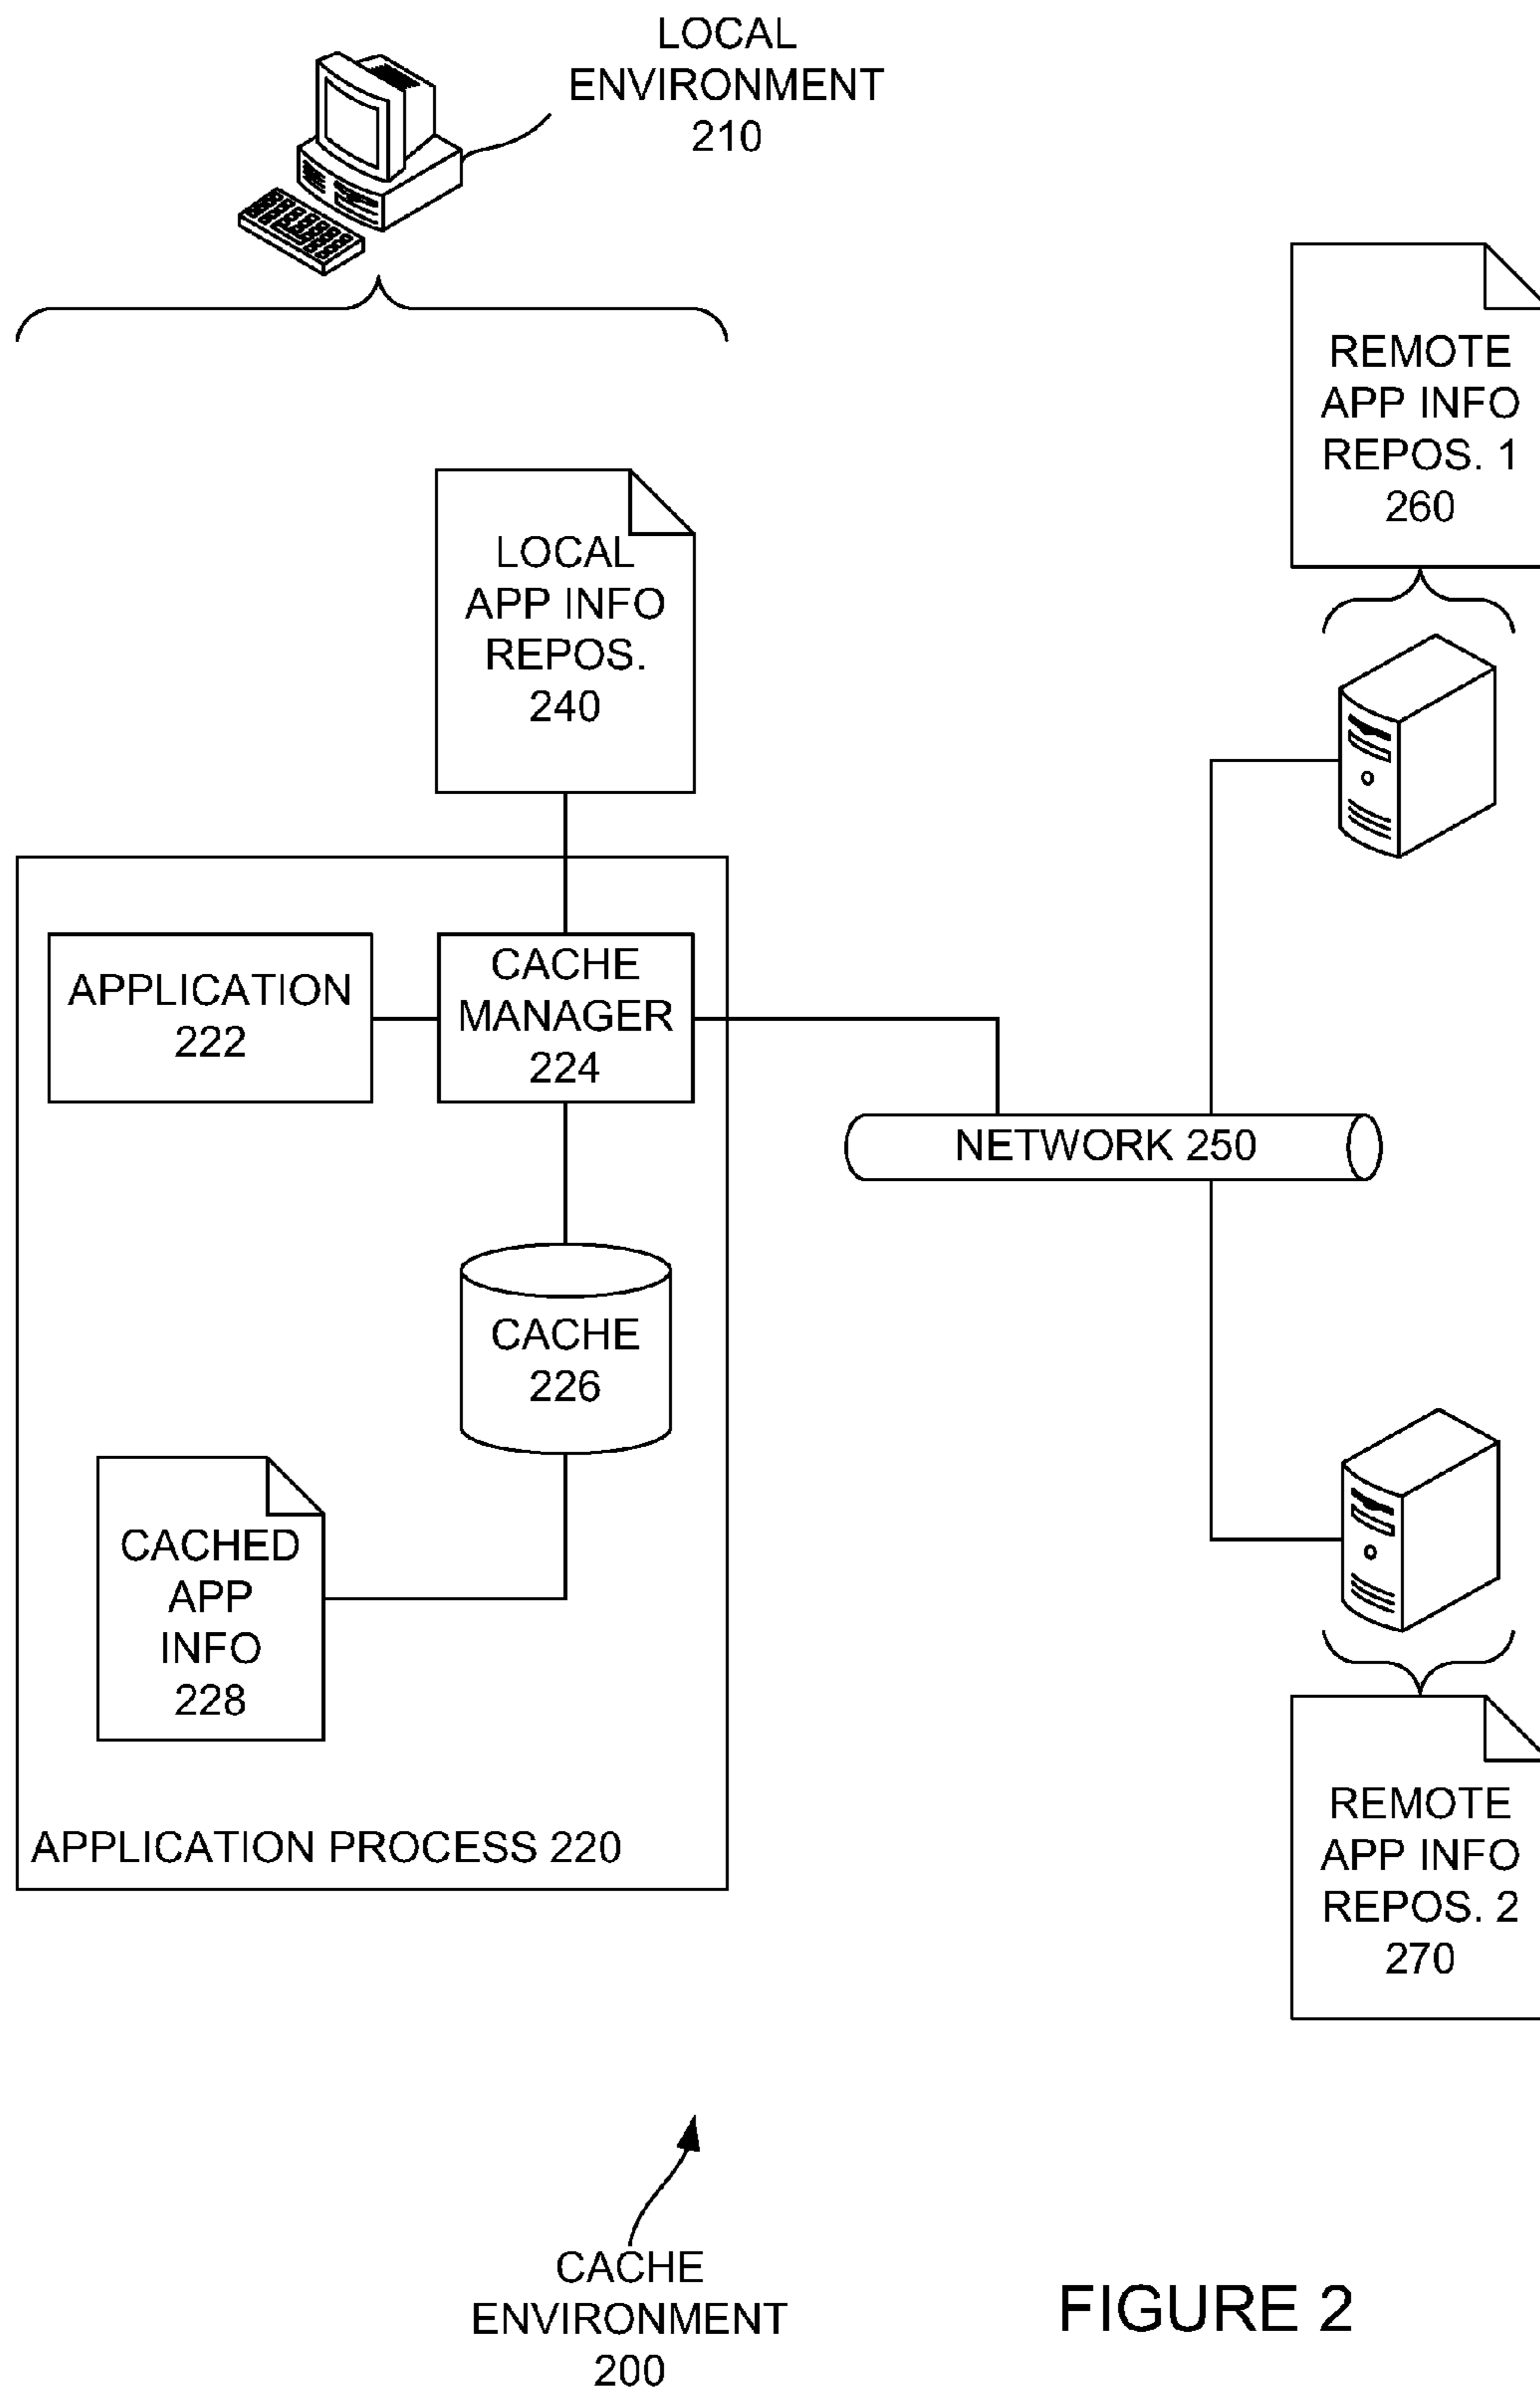 LOCAL
ENVIRONMENT
210
REMOTE
APP INFO
REPOS. 1
260
LOCAL
APP INFO
REPOS.
240
APPLICATION
222
CACHE
MANAGER
224
NETWORK 250
CACHE
226
CACHED
APP
INFO
228
APPLICATION PROCESS 220
REMOTE
APP INFO
REPOS. 2
270
CACHE
ENVIRONMENT
200
FIGURE 2